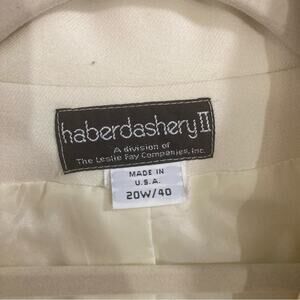 haberdashery II
A division of
The Leslie Fay Companies, Inc.
MADE IN
U.S.A.
20W/40